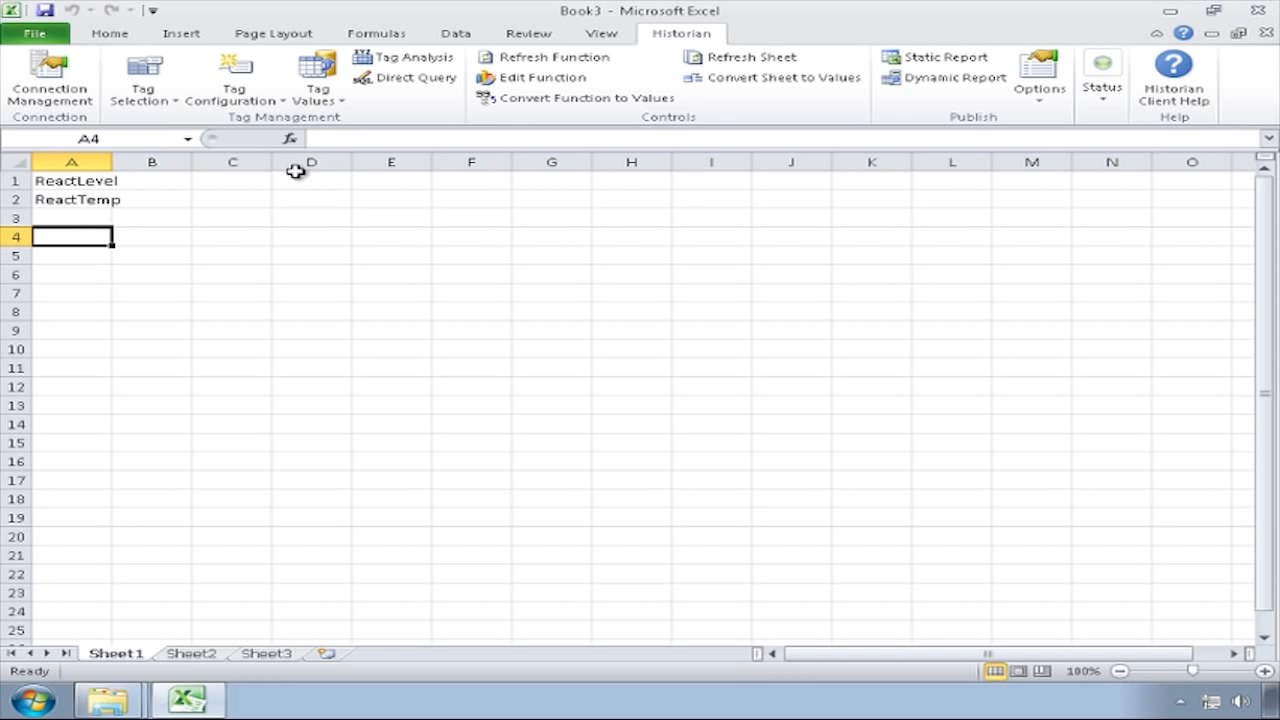 Book3 - Microsoft Excel
File Home Insert Page Layout Formulas Data Review View Historian
Connection Management
Tag Selection
Tag Configuration
Tag Values
Tag Analysis
Direct Query
Refresh Function
Edit Function
Convert Function to Values
Refresh Sheet
Convert Sheet to Values
Static Report
Dynamic Report
Options
Status
Historian Client Help
Connection Tag Management Controls Publish Help
A4 fx
A B C D E F G H I J K L M N O
1 ReactLevel
2 ReactTemp
3
4
5
6
7
8
9
10
11
12
13
14
15
16
17
18
19
20
21
22
23
24
25
Sheet1 Sheet2 Sheet3
Ready 100%